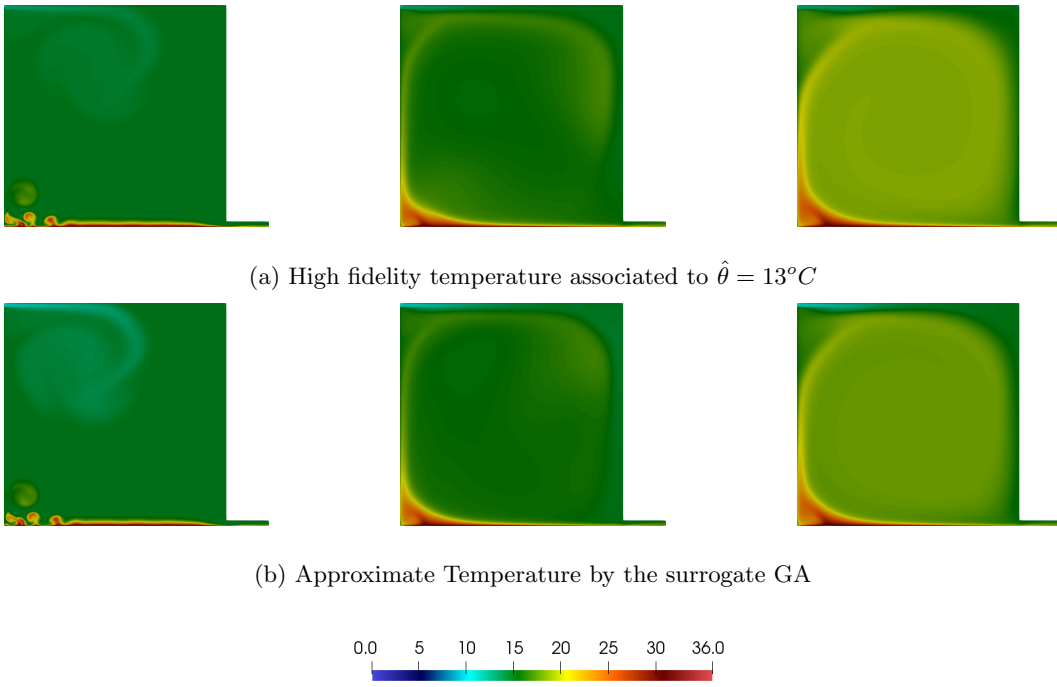 (a) High fidelity temperature associated to θ̂ = 13°C
(b) Approximate Temperature by the surrogate GA
0.0 5 10 15 20 25 30 36.0